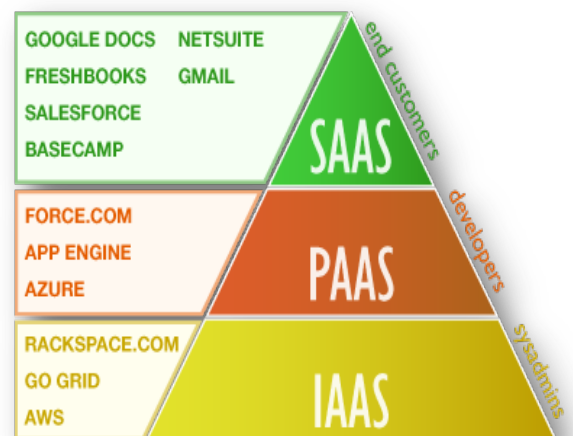 GOOGLE DOCS NETSUITE
FRESHBOOKS GMAIL
SALESFORCE
BASECAMP
SAAS
end customers
FORCE.COM
APP ENGINE
AZURE
PAAS
developers
RACKSPACE.COM
GO GRID
AWS
IAAS
sysadmins